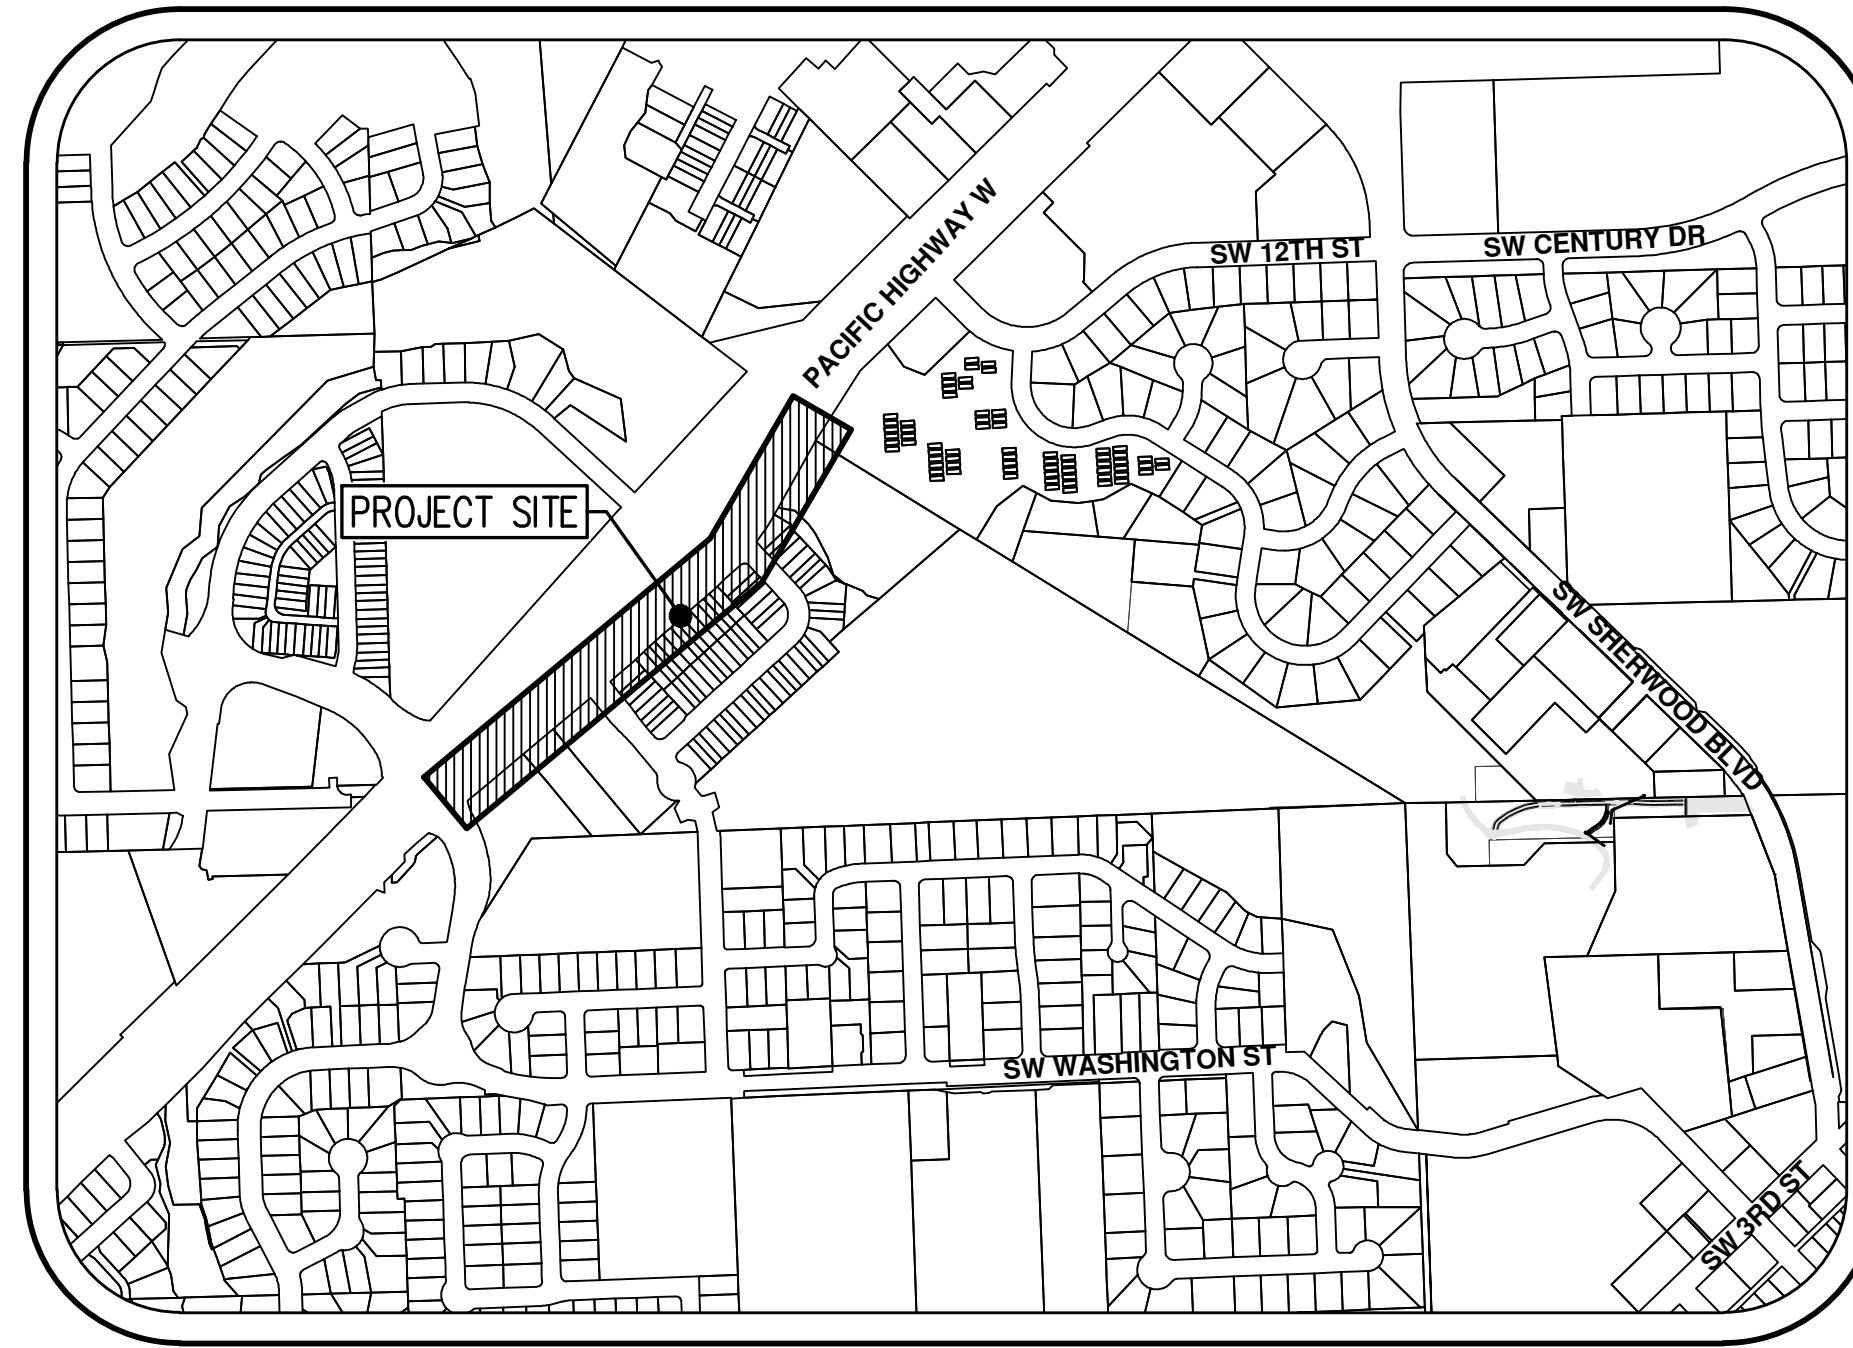 PACIFIC HIGHWAY W
SW 12TH ST
SW CENTURY DR
PROJECT SITE
SW SHERWOOD BLVD
SW WASHINGTON ST
SW 3RD ST